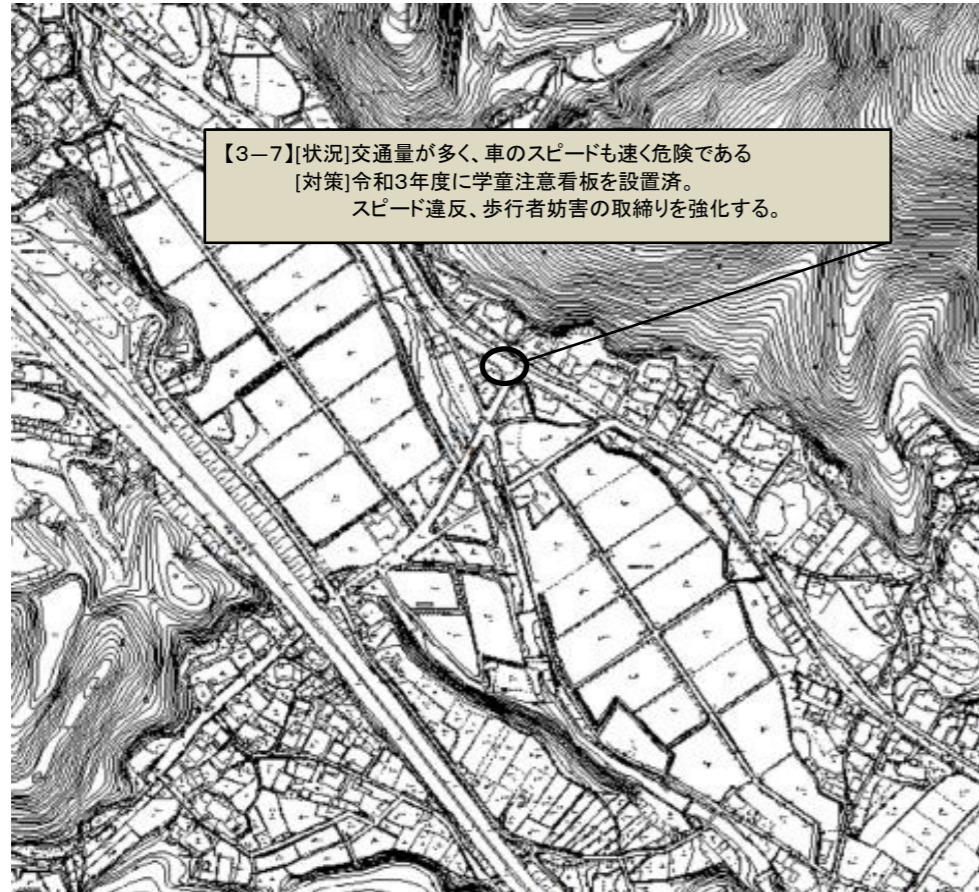 【3－7】[状況]交通量が多く、車のスピードも速く危険である
[対策]令和3年度に学童注意看板を設置済。
スピード違反、歩行者妨害の取締りを強化する。